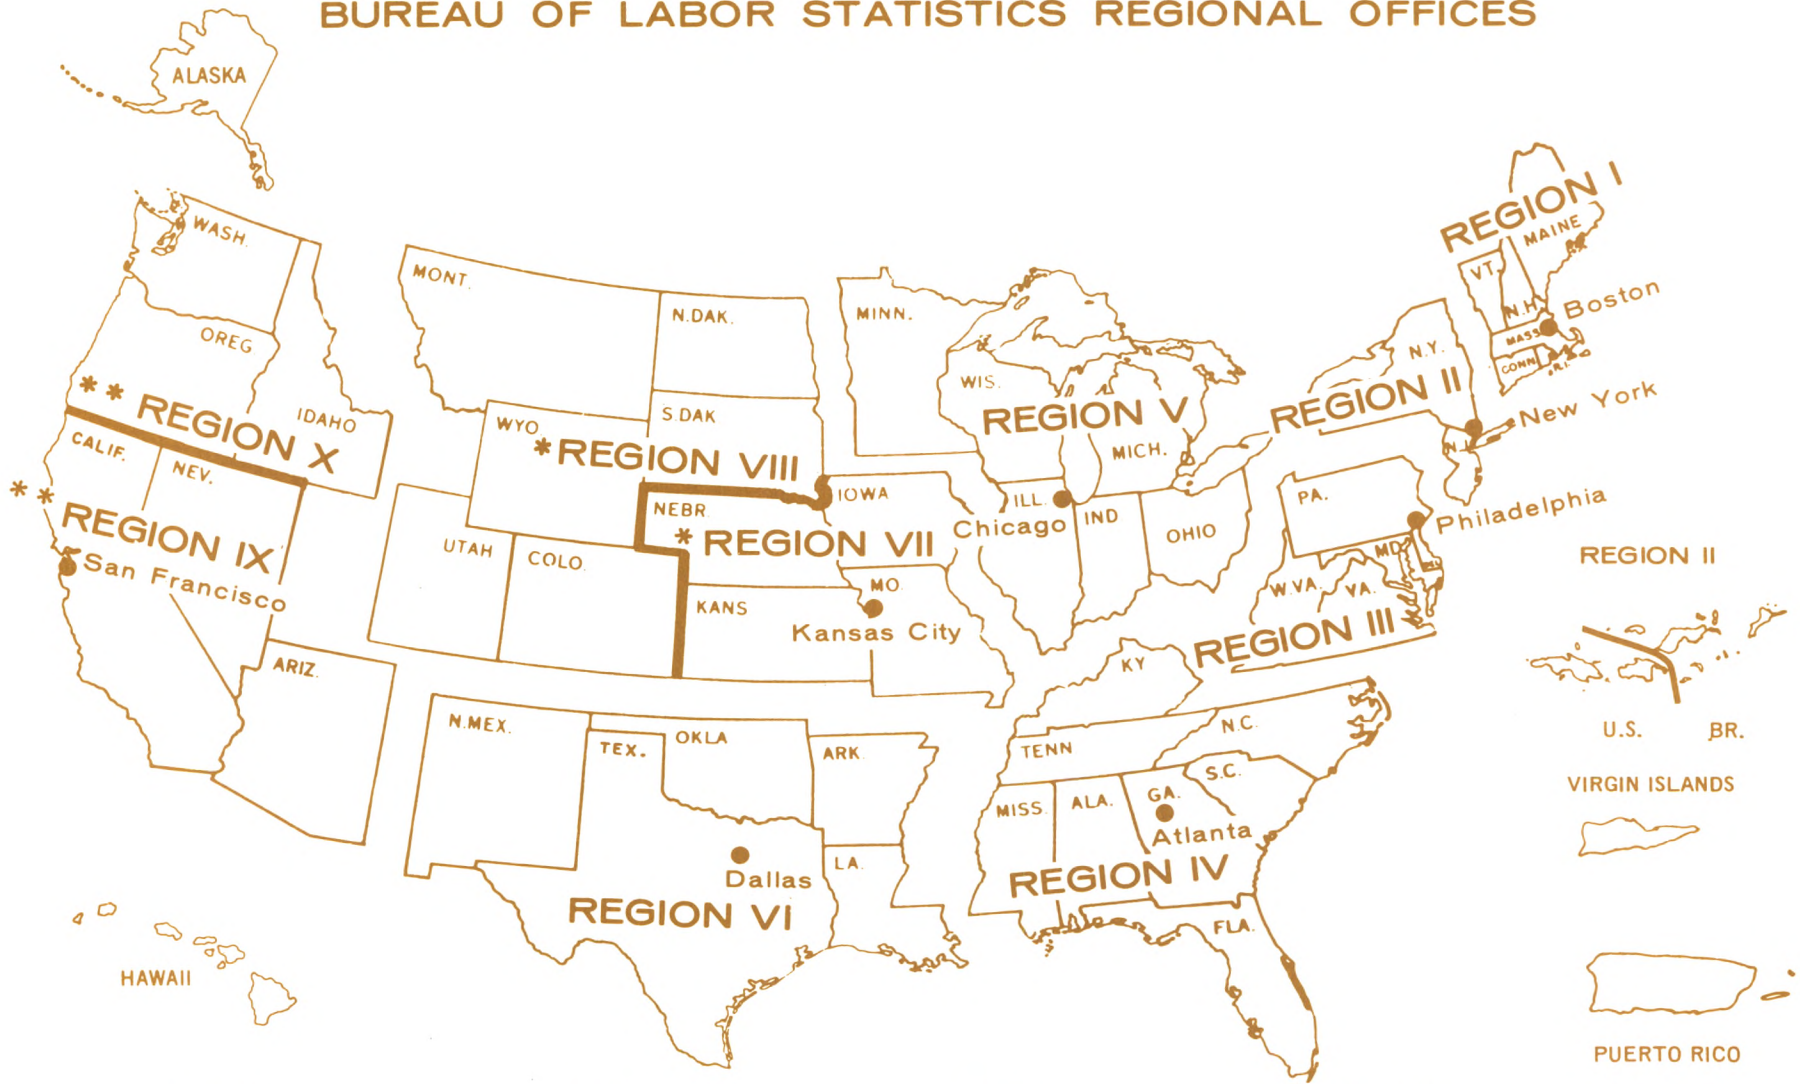 BUREAU OF LABOR STATISTICS REGIONAL OFFICES
ALASKA
REGION I
MAINE
WASH.
VT.
MONT.
Boston
N.H.
N.DAK.
MINN.
OREG
MASS
N.Y.
CONN.
R.I.
WIS.
** REGION X
IDAHO
REGION II
New York
WYO.
S.DAK
REGION V
CALIF.
NEV.
*REGION VIII
MICH.
N.J.
IOWA
ILL.
PA.
**
REGION IX
NEBR.
* REGION VII
Chicago
IND
OHIO
Philadelphia
UTAH
COLO.
MD.
DEL.
REGION II
San Francisco
MO.
W.VA.
VA.
KANS
Kansas City
REGION III
ARIZ.
KY
N.MEX.
TEX.
OKLA
ARK.
TENN
N.C.
S.C.
U.S.
BR.
VIRGIN ISLANDS
MISS.
ALA.
GA.
Atlanta
LA.
Dallas
REGION IV
REGION VI
FLA.
HAWAII
PUERTO RICO